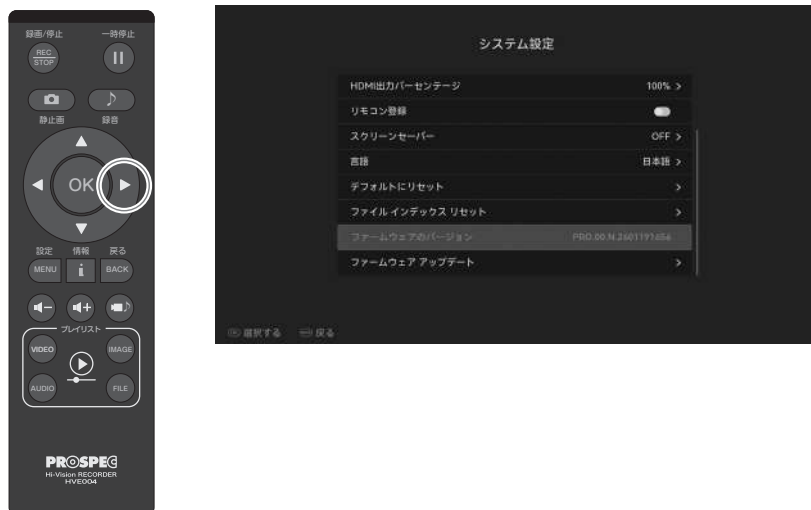 録画/停止
一時停止
REC
STOP
静止画
録音
OK
設定
情報
戻る
MENU
i
BACK
プレイリスト
VIDEO
IMAGE
AUDIO
FILE
PROSPEC
Hi-Vision RECORDER
HVE004
システム設定
HDMI出力パーセンテージ 100% >
リモコン登録
スクリーンセーバー OFF >
言語 日本語 >
デフォルトにリセット >
ファイル インデックス リセット >
ファームウェアのバージョン PRO.00.N.2601191656
ファームウェア アップデート >
選択する 戻る